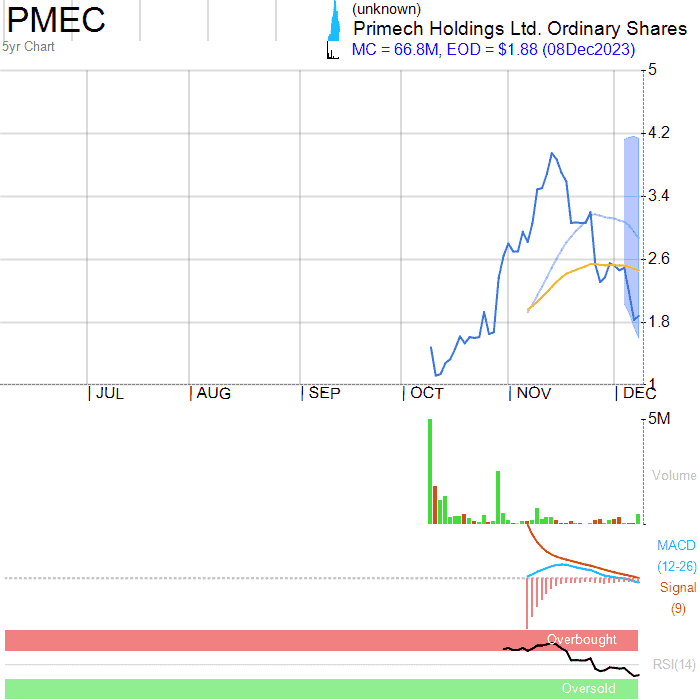 PMEC
(unknown)
Primech Holdings Ltd. Ordinary Shares
5yr Chart
MC = 66.8M, EOD = $1.88 (08Dec2023)
5
4.2
3.4
2.6
1.8
1
JUL
AUG
SEP
OCT
NOV
DEC
5M
Volume
MACD
(12-26)
Signal
(9)
Overbought
RSI(14)
Oversold